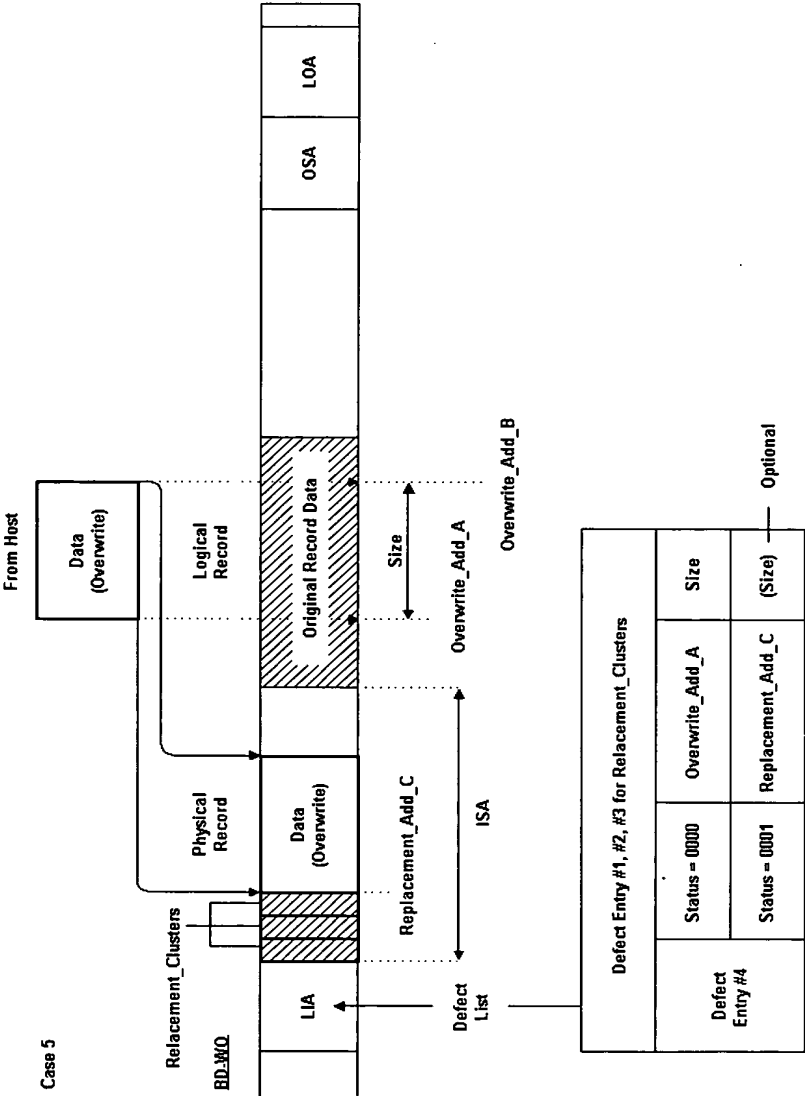 Case 5
From Host
Data
(Overwrite)
Relacement_Clusters
Physical
Record
Logical
Record
BD-WO
LIA
Data
(Overwrite)
Original Record Data
OSA
LOA
Replacement_Add_C
Size
Overwrite_Add_A
Overwrite_Add_B
ISA
Defect
List
Defect Entry #1, #2, #3 for Relacement_Clusters
Defect
Entry #4
Status = 0000
Overwrite_Add_A
Size
Status = 0001
Replacement_Add_C
(Size)
Optional